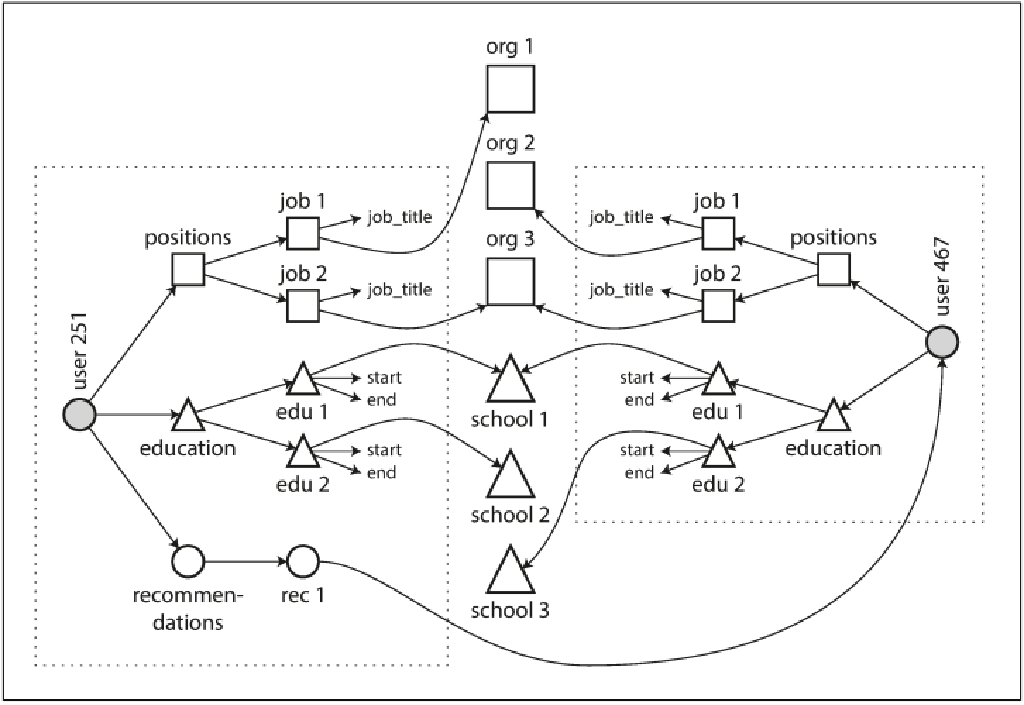 org 1
org 2
org 3
user 251
positions
job 1
job_title
job 2
job_title
education
edu 1
start
end
edu 2
start
end
recommen-
dations
rec 1
school 1
school 2
school 3
job_title
job 1
positions
job_title
job 2
user 467
start
end
edu 1
education
start
end
edu 2